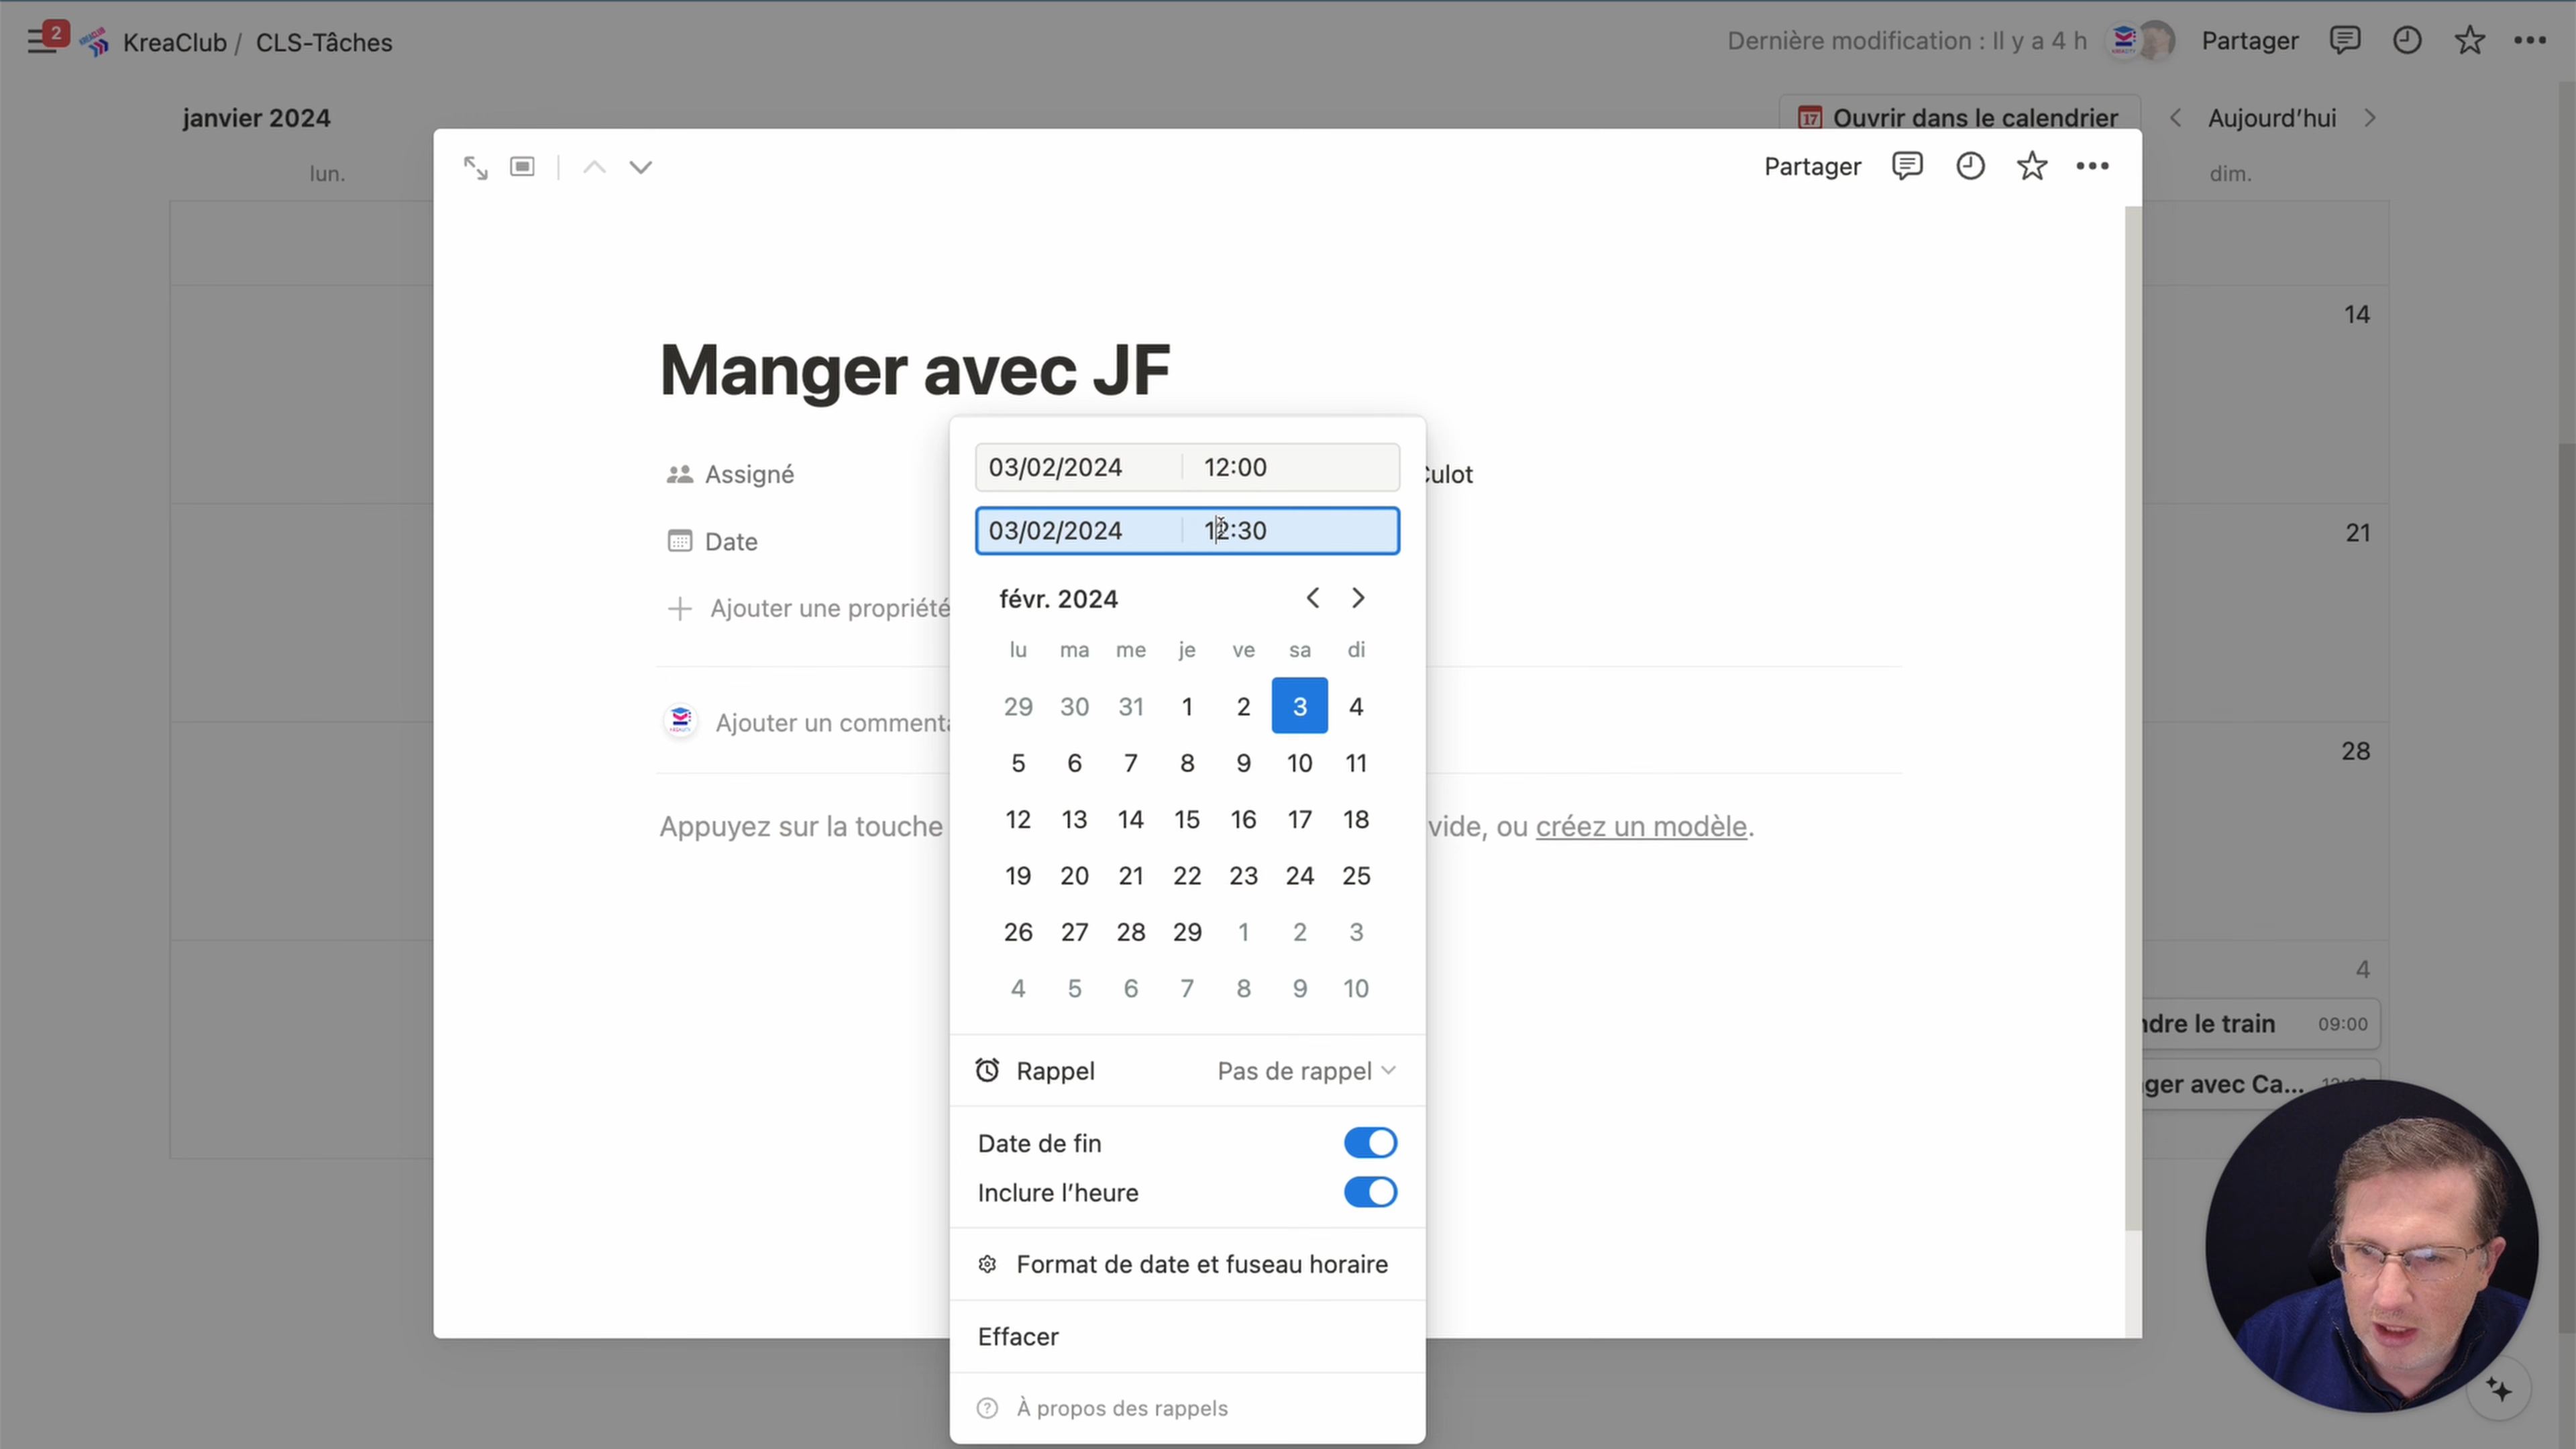 2
KreaClub / CLS-Tâches
Dernière modification : Il y a 4 h
Partager
janvier 2024
17 Ouvrir dans le calendrier
Aujourd'hui
lun.
dim.
Partager
14
Manger avec JF
03/02/2024 12:00
Assigné
Culot
03/02/2024 12:30
Date
21
févr. 2024
Ajouter une propriété
lu ma me je ve sa di
29 30 31 1 2 3 4
Ajouter un commenta
28
5 6 7 8 9 10 11
12 13 14 15 16 17 18
Appuyez sur la touche
vide, ou créez un modèle.
19 20 21 22 23 24 25
26 27 28 29 1 2 3
4
4 5 6 7 8 9 10
ndre le train 09:00
Rappel Pas de rappel
ger avec Ca...
Date de fin
Inclure l'heure
Format de date et fuseau horaire
Effacer
À propos des rappels